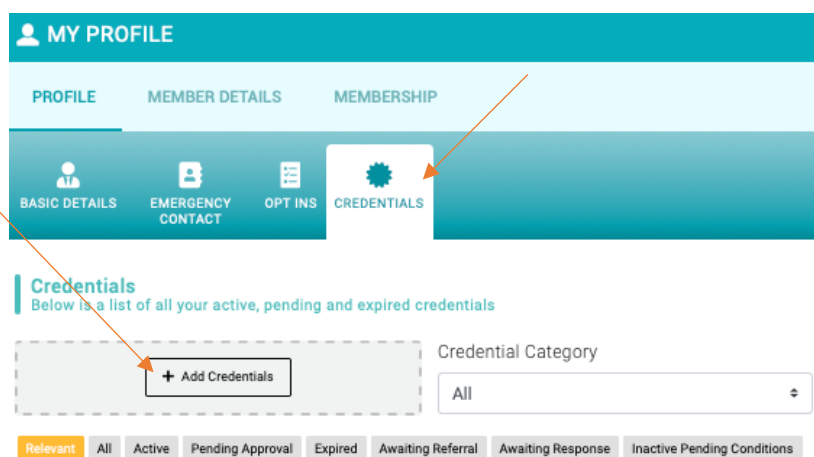 MY PROFILE
PROFILE MEMBER DETAILS MEMBERSHIP
BASIC DETAILS EMERGENCY CONTACT OPT INS CREDENTIALS
Credentials
Below is a list of all your active, pending and expired credentials
Credential Category
+ Add Credentials
All
Relevant All Active Pending Approval Expired Awaiting Referral Awaiting Response Inactive Pending Conditions